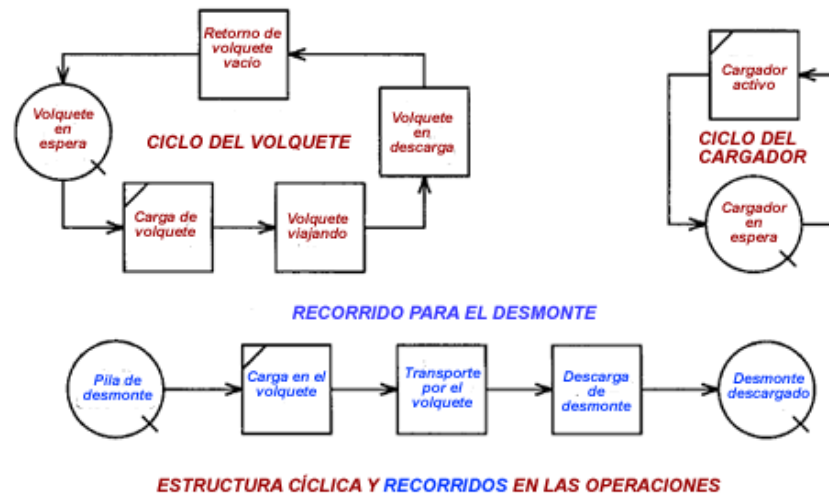 Retorno de
volquete
vacío
Volquete
en
espera
CICLO DEL VOLQUETE
Volquete
en
descarga
Carga de
volquete
Volquete
viajando
Cargador
activo
CICLO DEL
CARGADOR
Cargador
en
espera
RECORRIDO PARA EL DESMONTE
Pila de
desmonte
Carga en el
volquete
Transporte
por el
volquete
Descarga
de
desmonte
Desmonte
descargado
ESTRUCTURA CÍCLICA Y RECORRIDOS EN LAS OPERACIONES